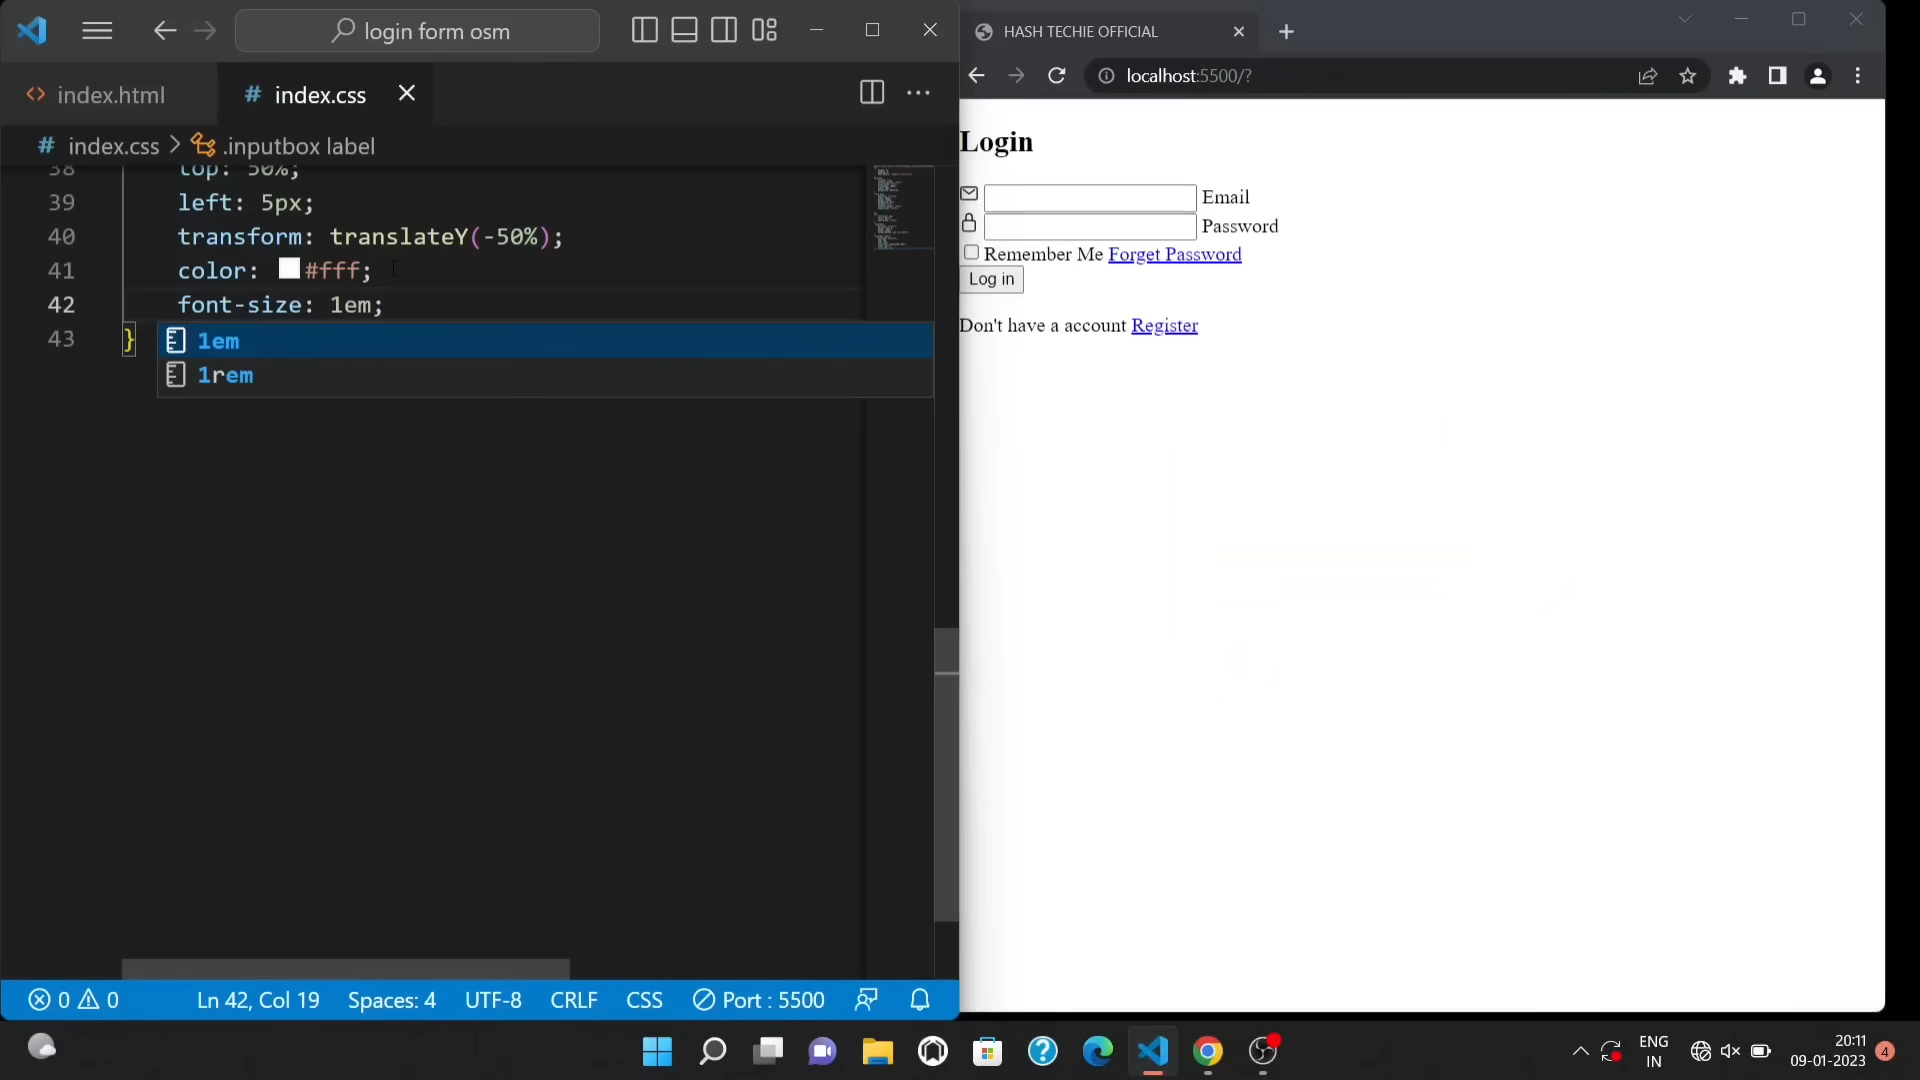 login form osm
index.html
# index.css
# index.css > .inputbox label
38 top: 50%;
39 left: 5px;
40 transform: translateY(-50%);
41 color: #fff;
42 font-size: 1em;
43 }
1em
1rem
0 0 Ln 42, Col 19 Spaces: 4 UTF-8 CRLF CSS Port : 5500
HASH TECHIE OFFICIAL
localhost:5500/?
Login
Email
Password
Remember Me Forget Password
Log in
Don't have a account Register
ENG
IN
20:11
09-01-2023
4